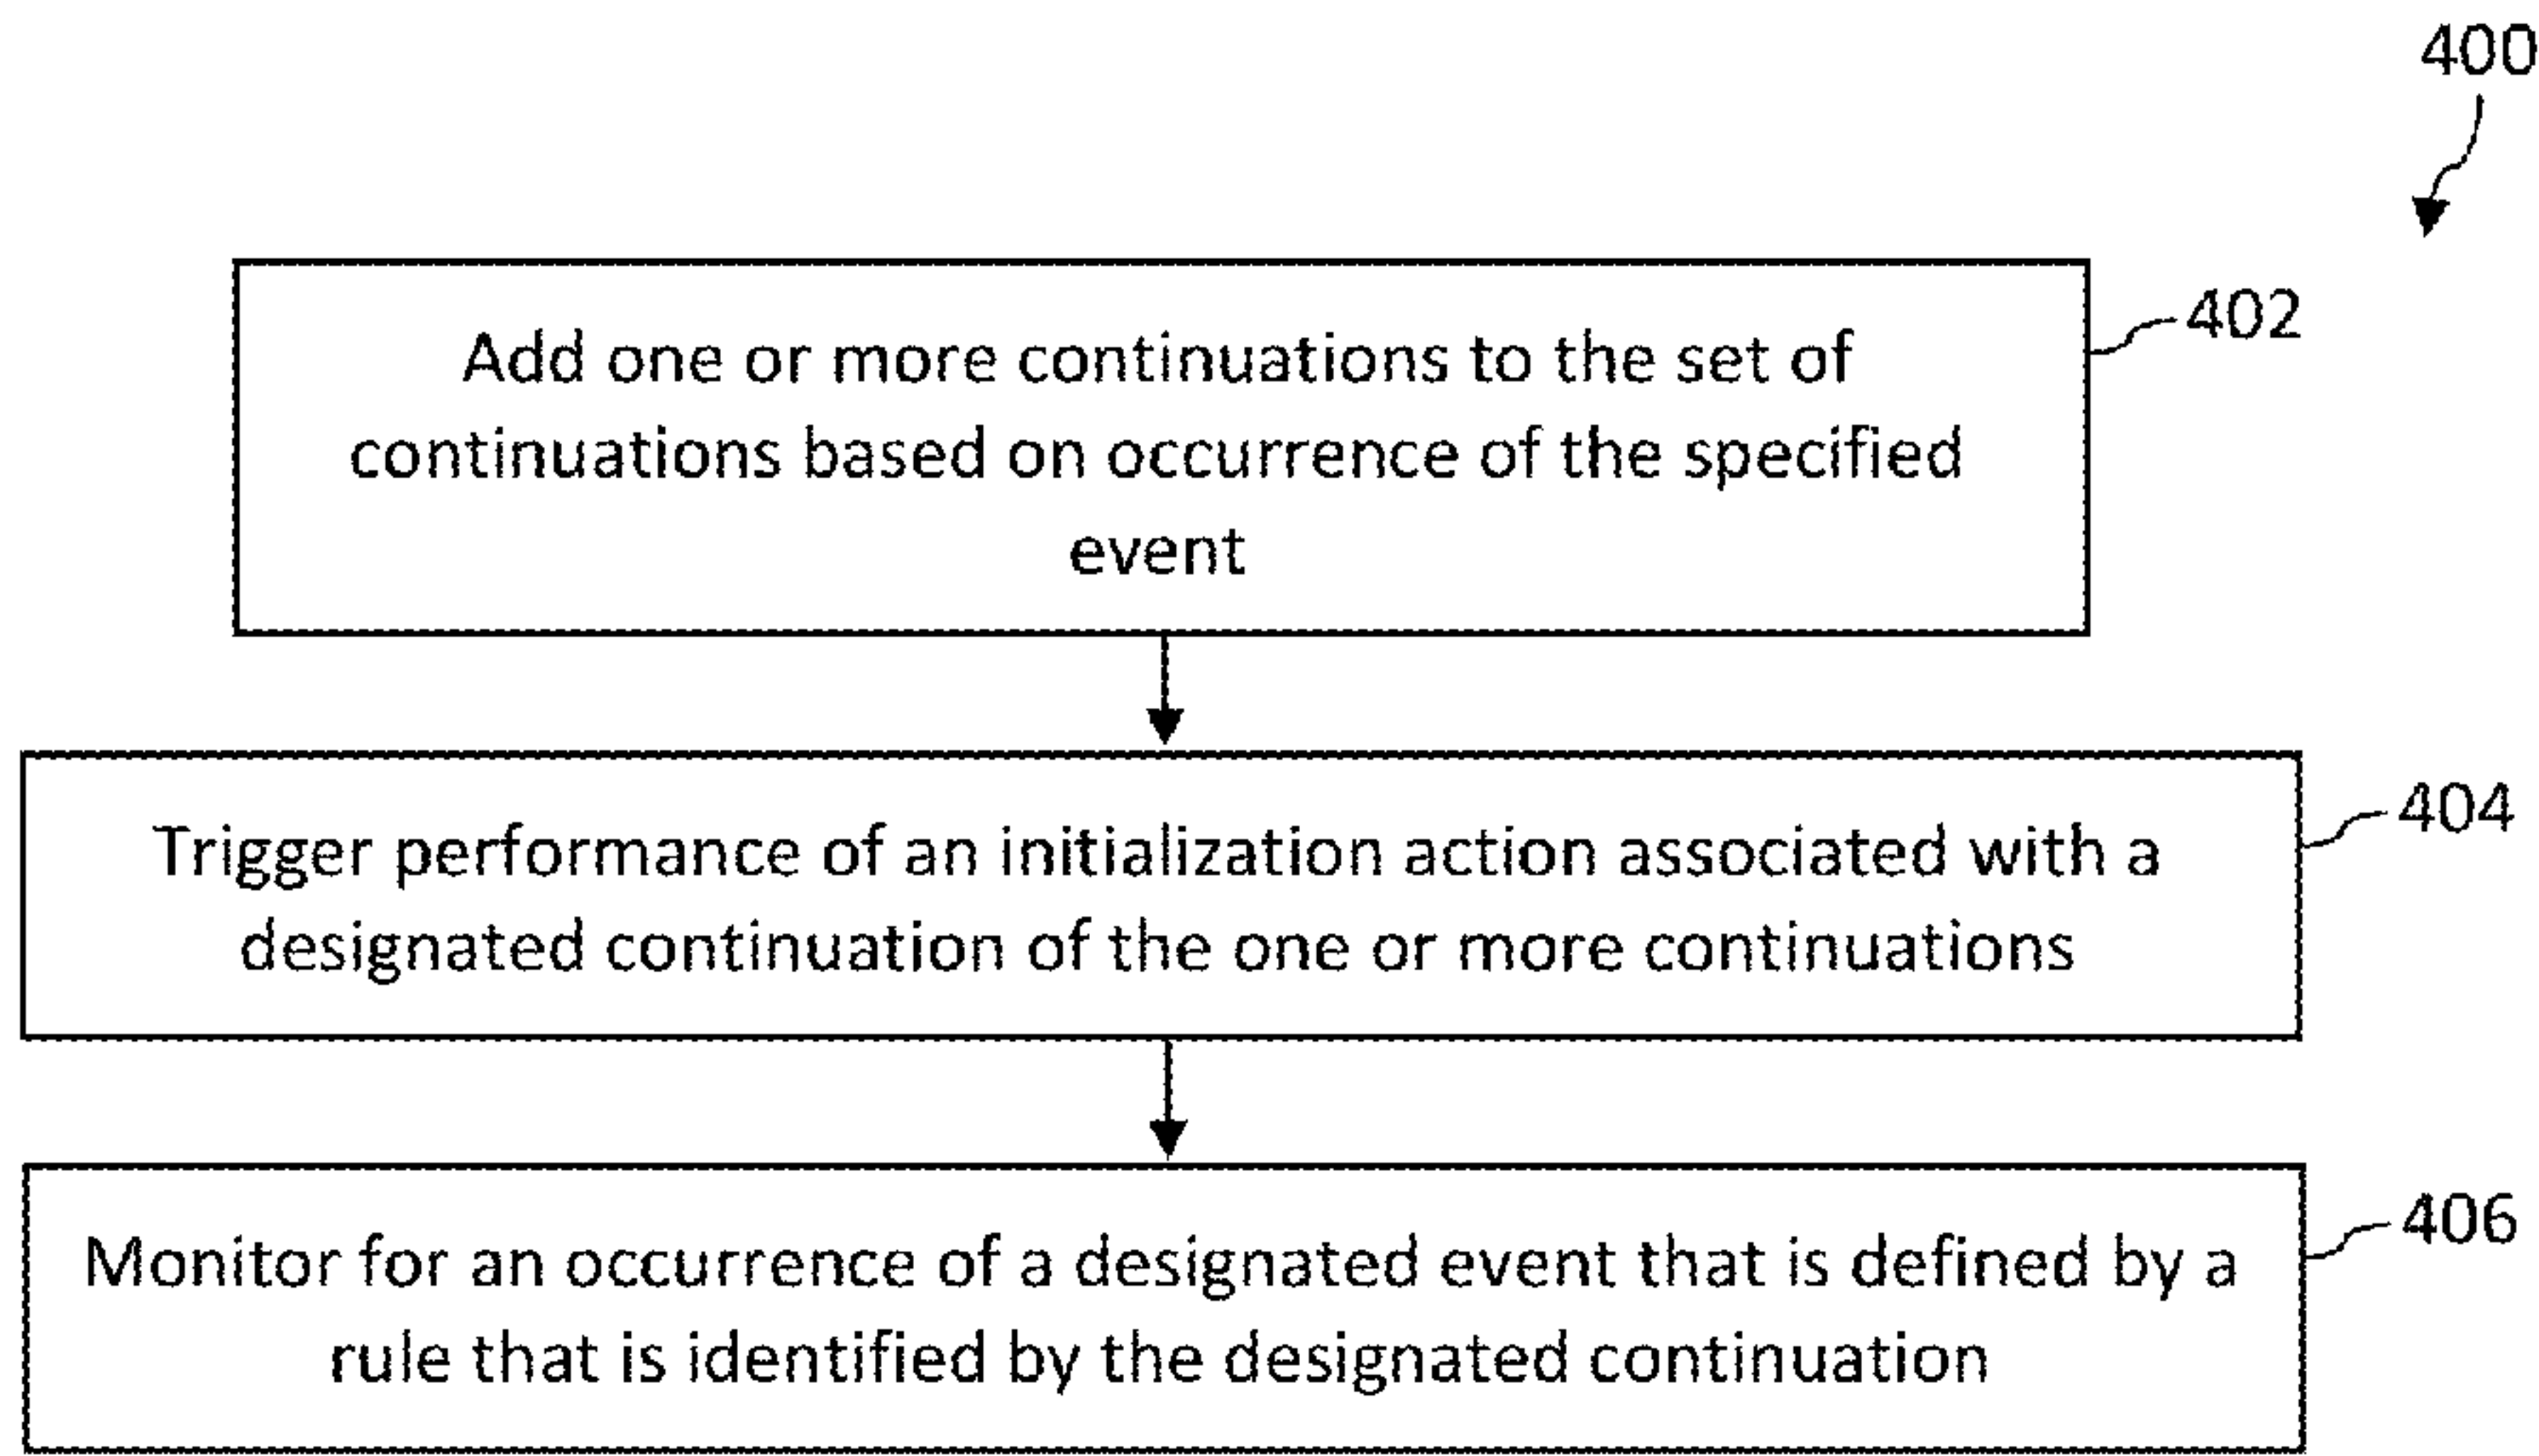 400
Add one or more continuations to the set of
continuations based on occurrence of the specified
event
402
Trigger performance of an initialization action associated with a
designated continuation of the one or more continuations
404
Monitor for an occurrence of a designated event that is defined by a
rule that is identified by the designated continuation
406